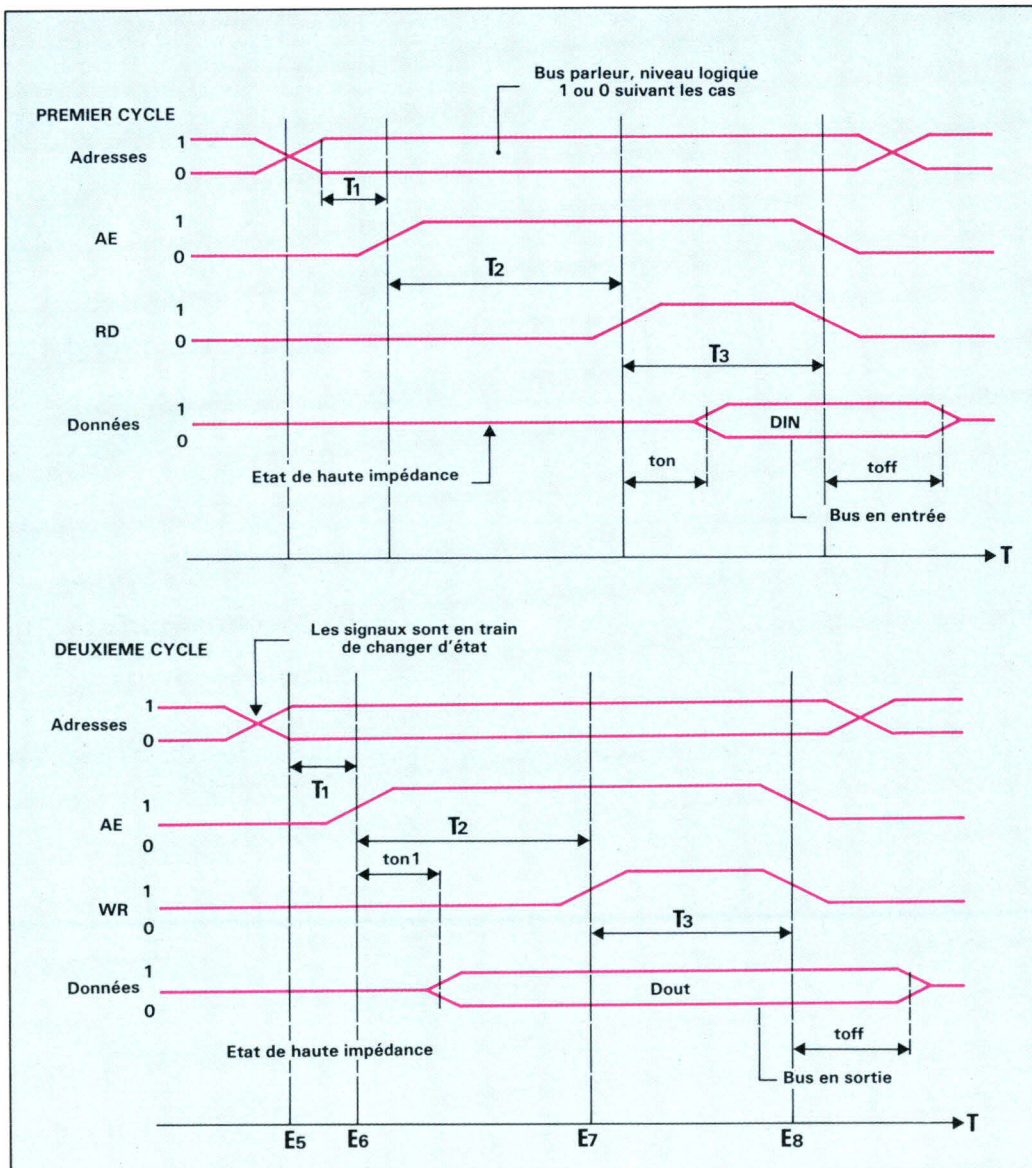 Bus parleur, niveau logique
1 ou 0 suivant les cas
PREMIER CYCLE
1
Adresses
0
T1
1
AE
0
T2
1
RD
0
T3
1
Données
0
DIN
Etat de haute impédance
ton
toff
Bus en entrée
T
Les signaux sont en train
de changer d'état
DEUXIEME CYCLE
1
Adresses
0
T1
1
AE
0
T2
ton1
1
WR
0
T3
1
Données
0
Dout
Etat de haute impédance
toff
Bus en sortie
T
E5 E6 E7 E8